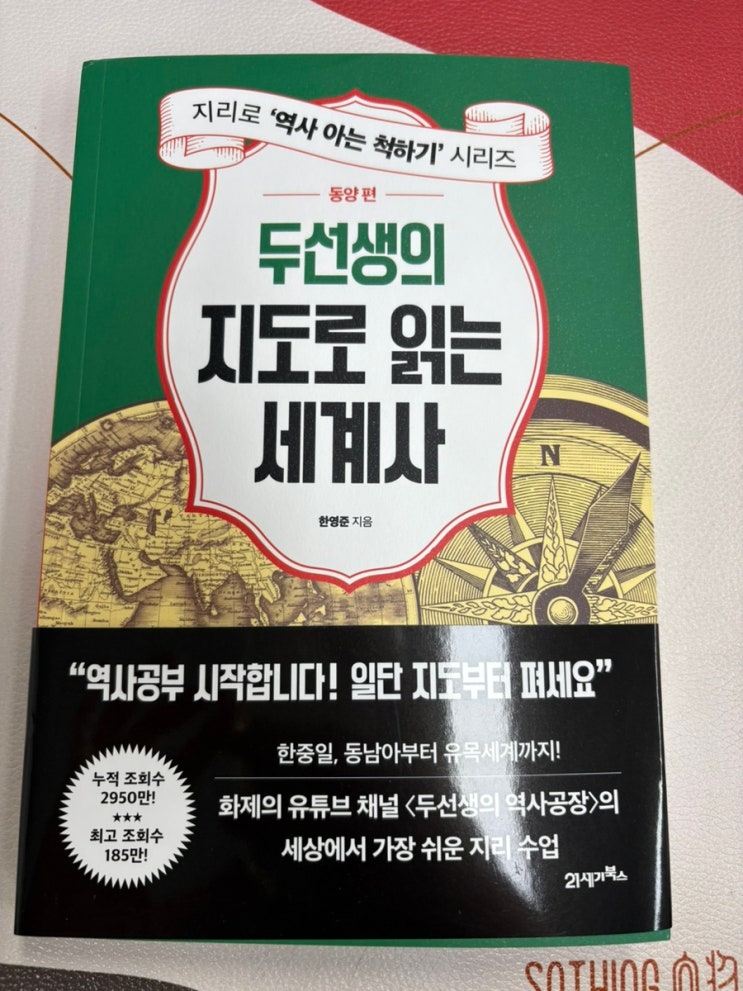 지리로 '역사 아는 척하기' 시리즈
동양 편
두선생의
지도로 읽는
세계사
한영준 지음
N
“역사공부 시작합니다! 일단 지도부터 펴세요”
한중일, 동남아부터 유목세계까지!
누적 조회수
2950만!
★★★
최고 조회수
185만!
화제의 유튜브 채널 〈두선생의 역사공장〉의
세상에서 가장 쉬운 지리 수업
21세기북스